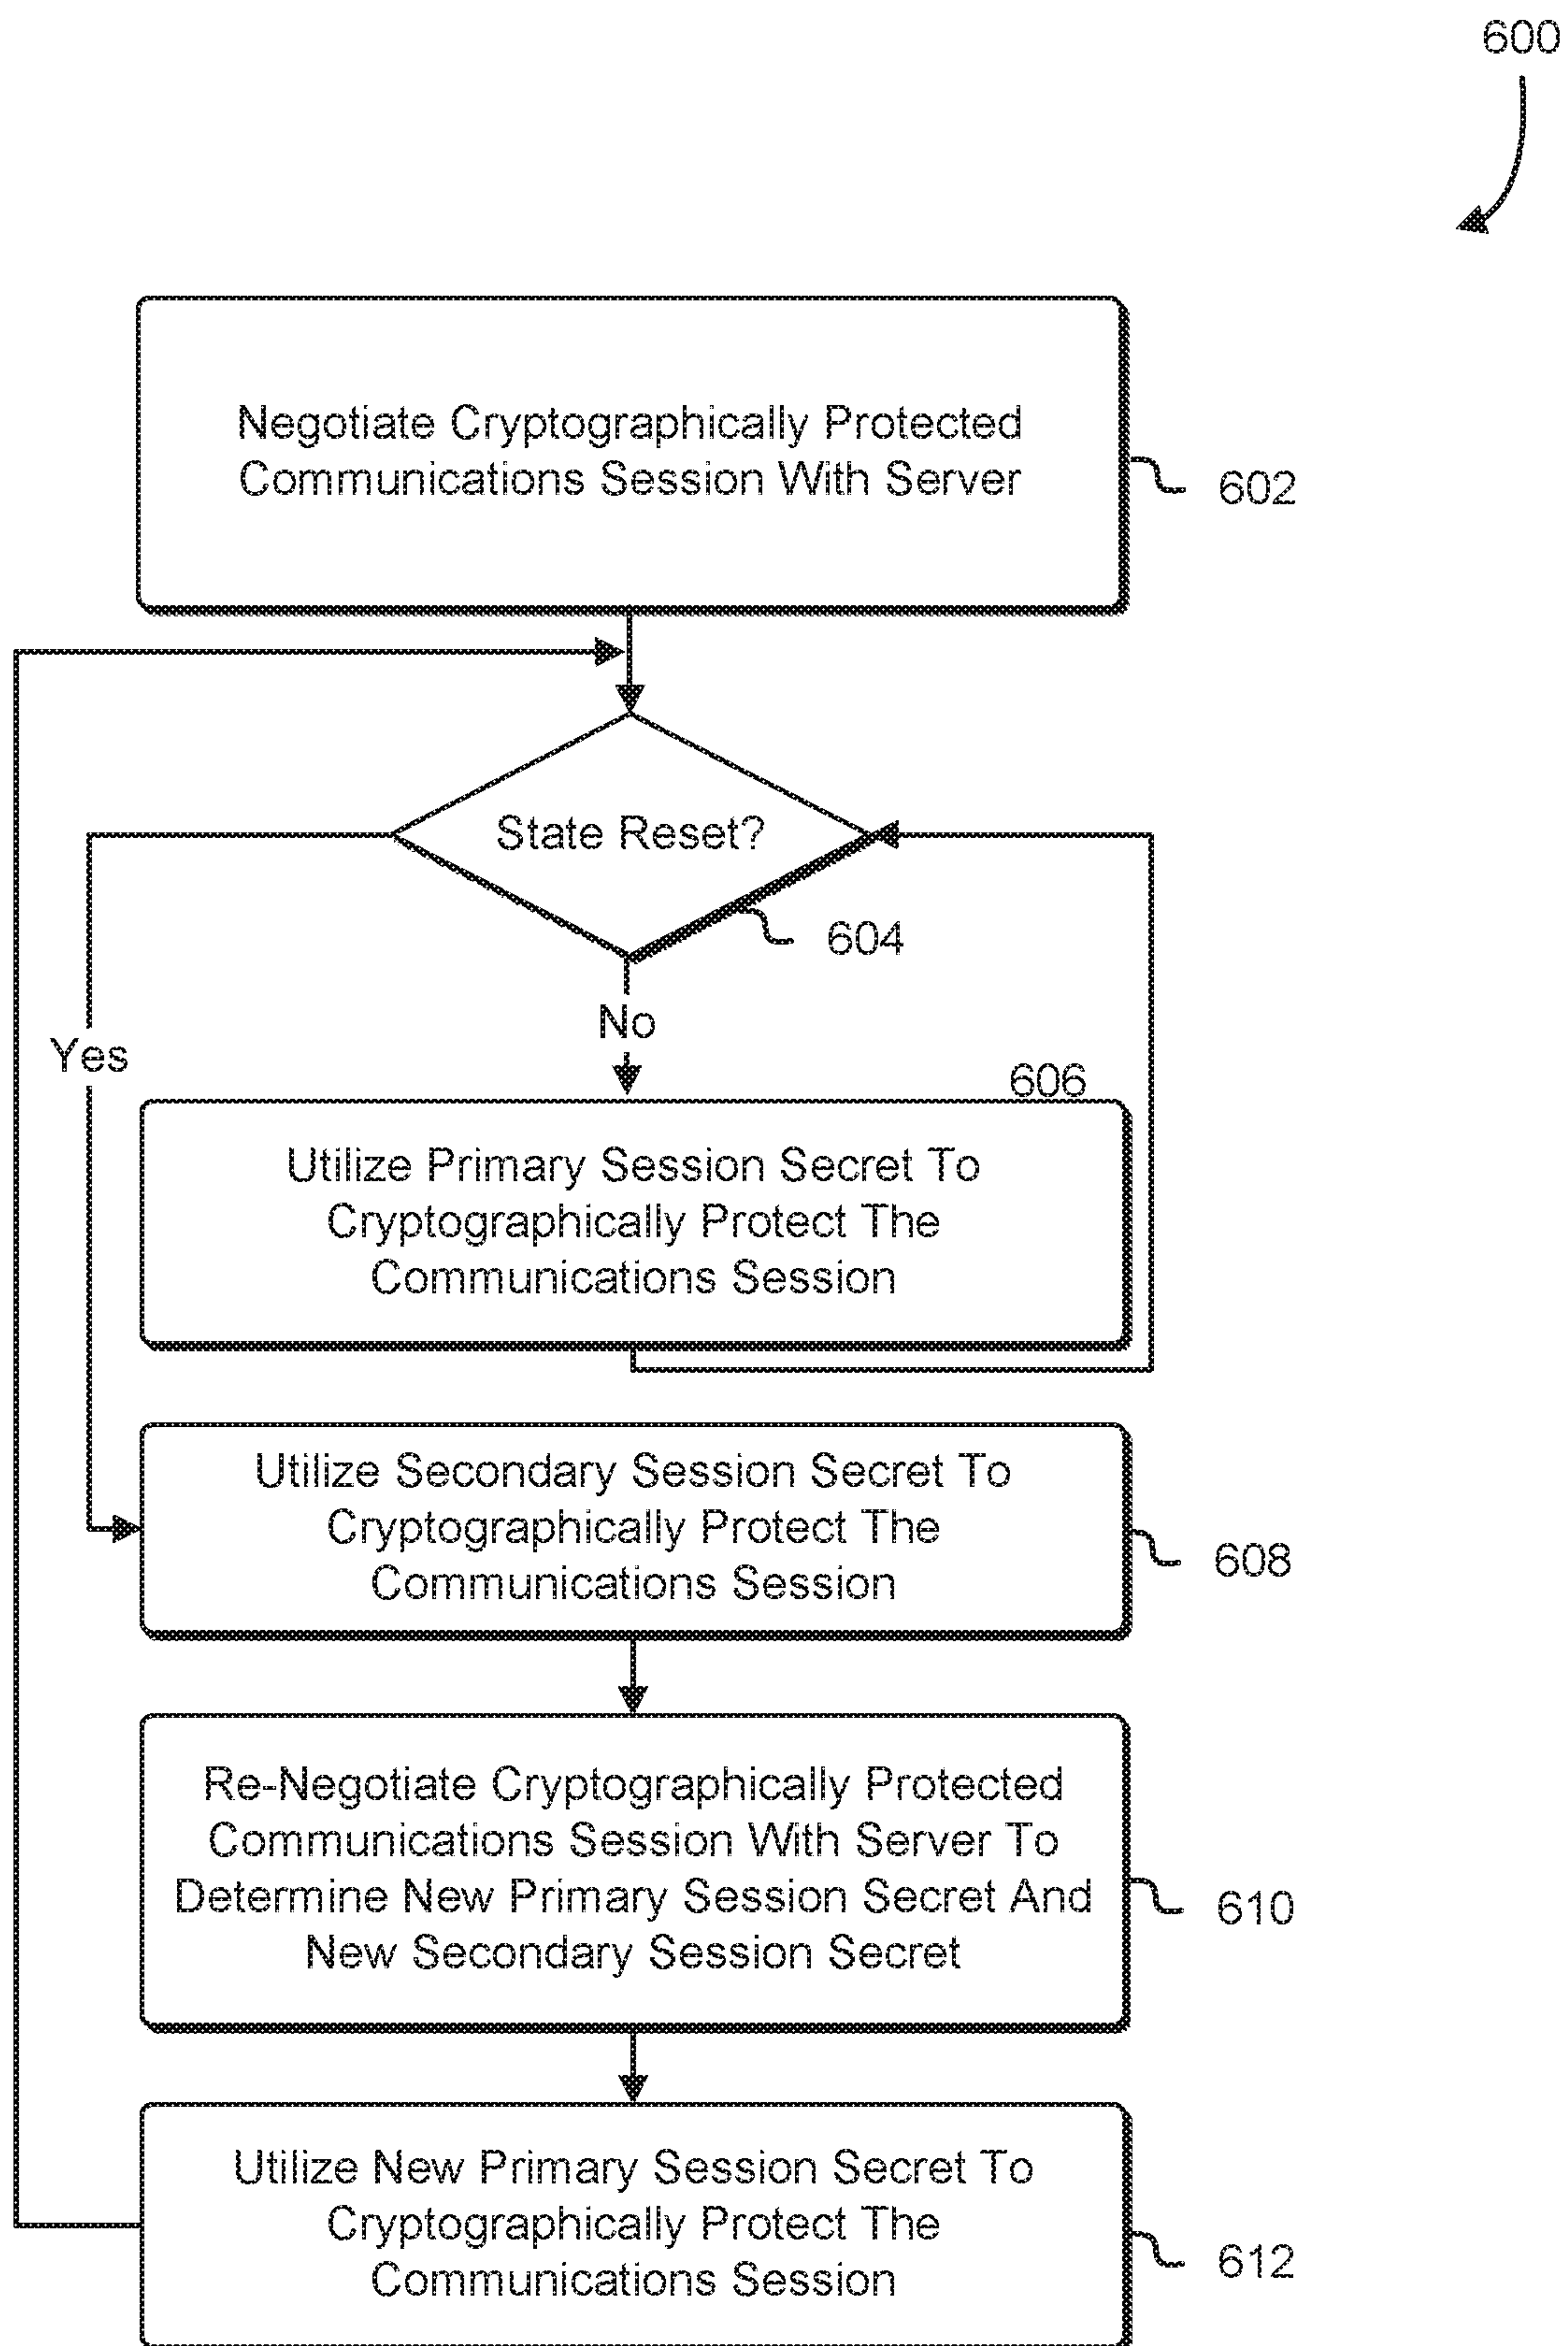 600
Negotiate Cryptographically Protected
Communications Session With Server
602
State Reset?
604
No
Yes
606
Utilize Primary Session Secret To
Cryptographically Protect The
Communications Session
Utilize Secondary Session Secret To
Cryptographically Protect The
Communications Session
608
Re-Negotiate Cryptographically Protected
Communications Session With Server To
Determine New Primary Session Secret And
New Secondary Session Secret
610
Utilize New Primary Session Secret To
Cryptographically Protect The
Communications Session
612